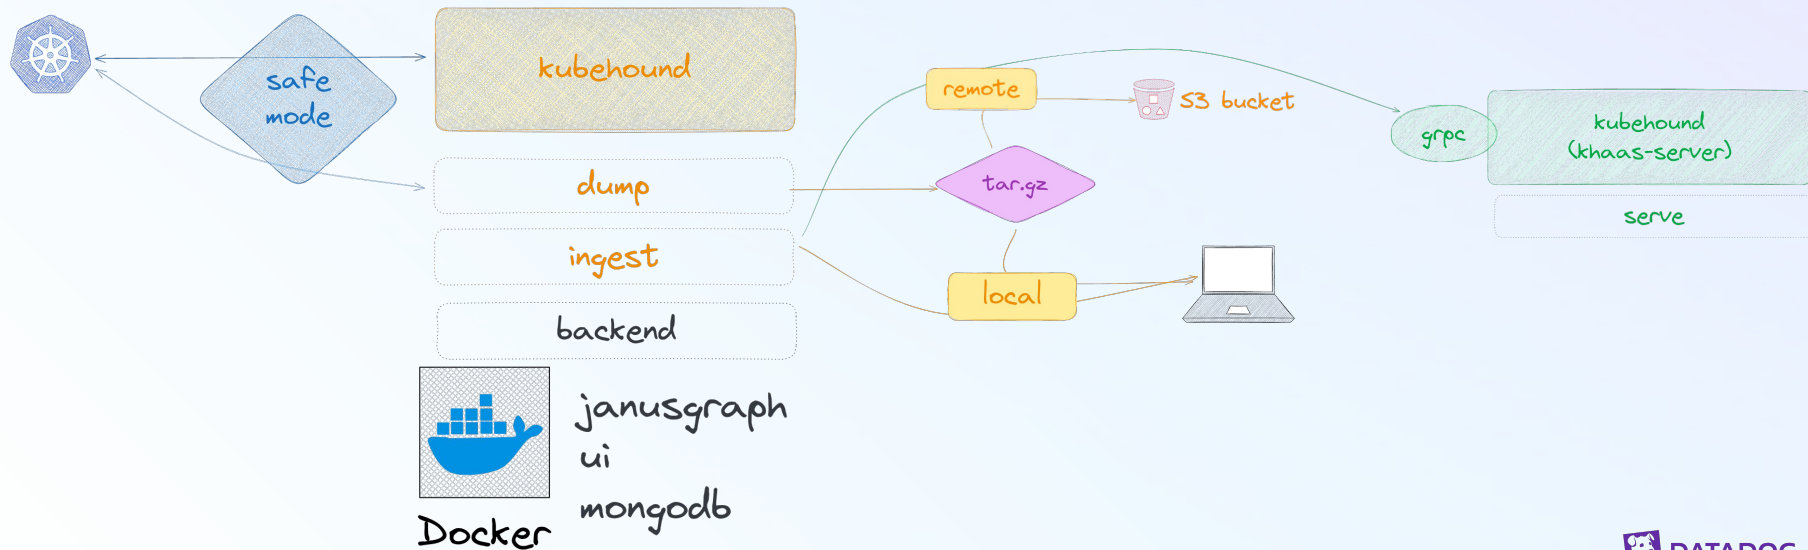 safe
mode
kubehound
dump
ingest
backend
janusgraph
ui
mongodb
Docker
remote
S3 bucket
tar.gz
local
grpc
kubehound
(khaas-server)
serve
DATADOG